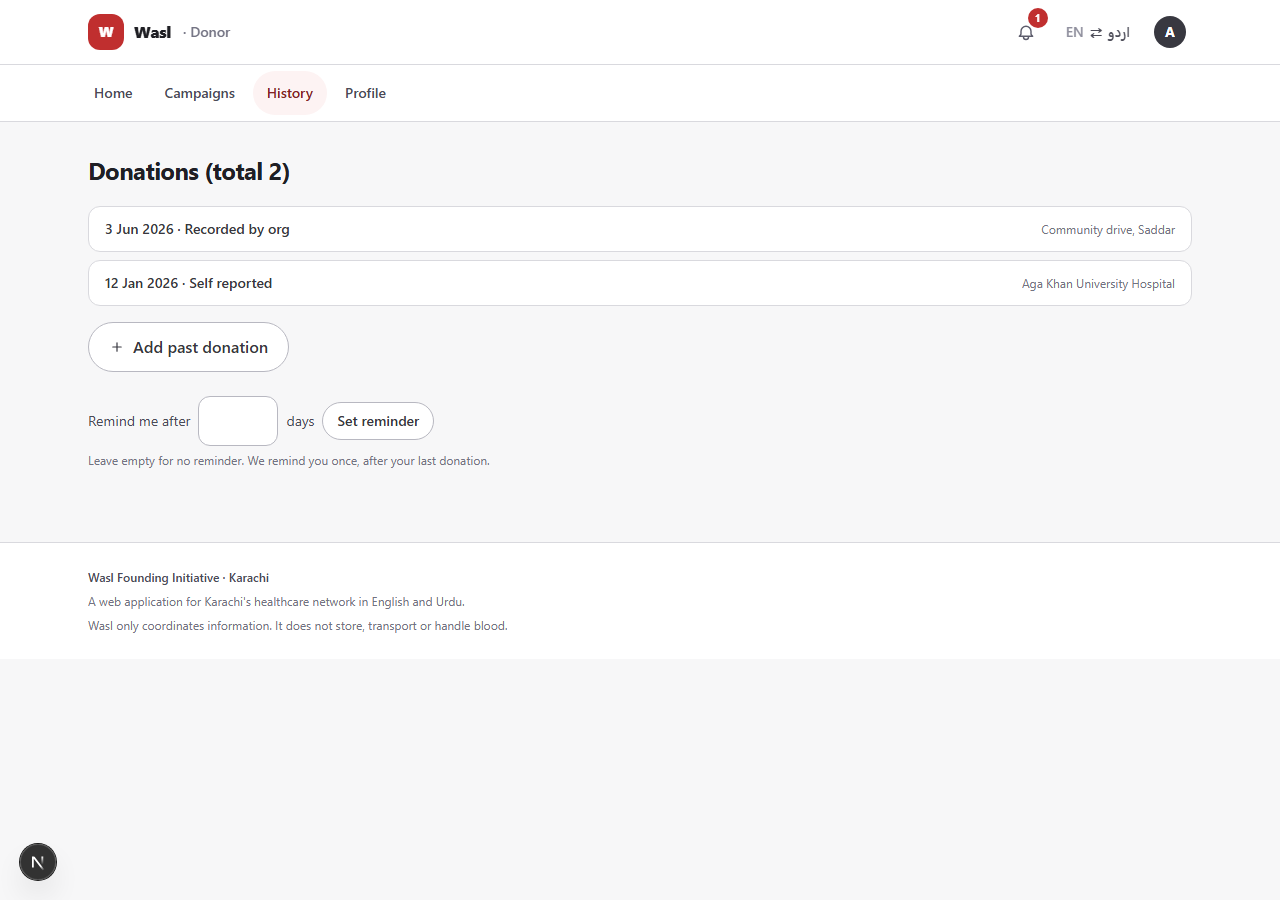 W Wasl · Donor 1 EN ⇄ اردو A
Home Campaigns History Profile
Donations (total 2)
3 Jun 2026 · Recorded by org Community drive, Saddar
12 Jan 2026 · Self reported Aga Khan University Hospital
+ Add past donation
Remind me after days Set reminder
Leave empty for no reminder. We remind you once, after your last donation.
Wasl Founding Initiative · Karachi
A web application for Karachi's healthcare network in English and Urdu.
Wasl only coordinates information. It does not store, transport or handle blood.
N